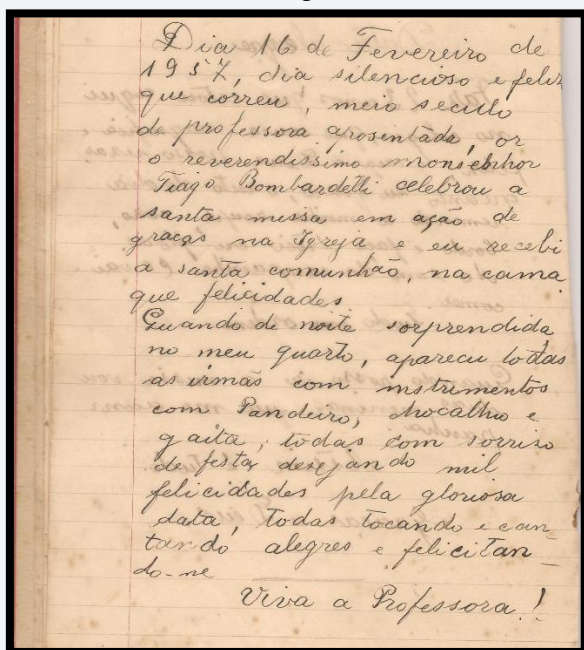 Dia 16 de Fevereiro de
1957, dia silencioso e feliz
que correu, meio seculo
de professora aposentada, or
o reverendissimo monsenhor
Tiago Bombardelli celebrou a
santa missa em ação de
graças na Igreja e eu recebi
a santa comunhão, na cama
que felicidades
Quando de noite sorprendida
no meu quarto, apareceu todas
as irmãs com instrumentos
com Pandeiro, chocalho e
gaita, todas com sorriso
de festa desejando mil
felicidades pela gloriosa
data, Todas tocando e can
tando alegres e felicitan_
do-me
Viva a Professora!